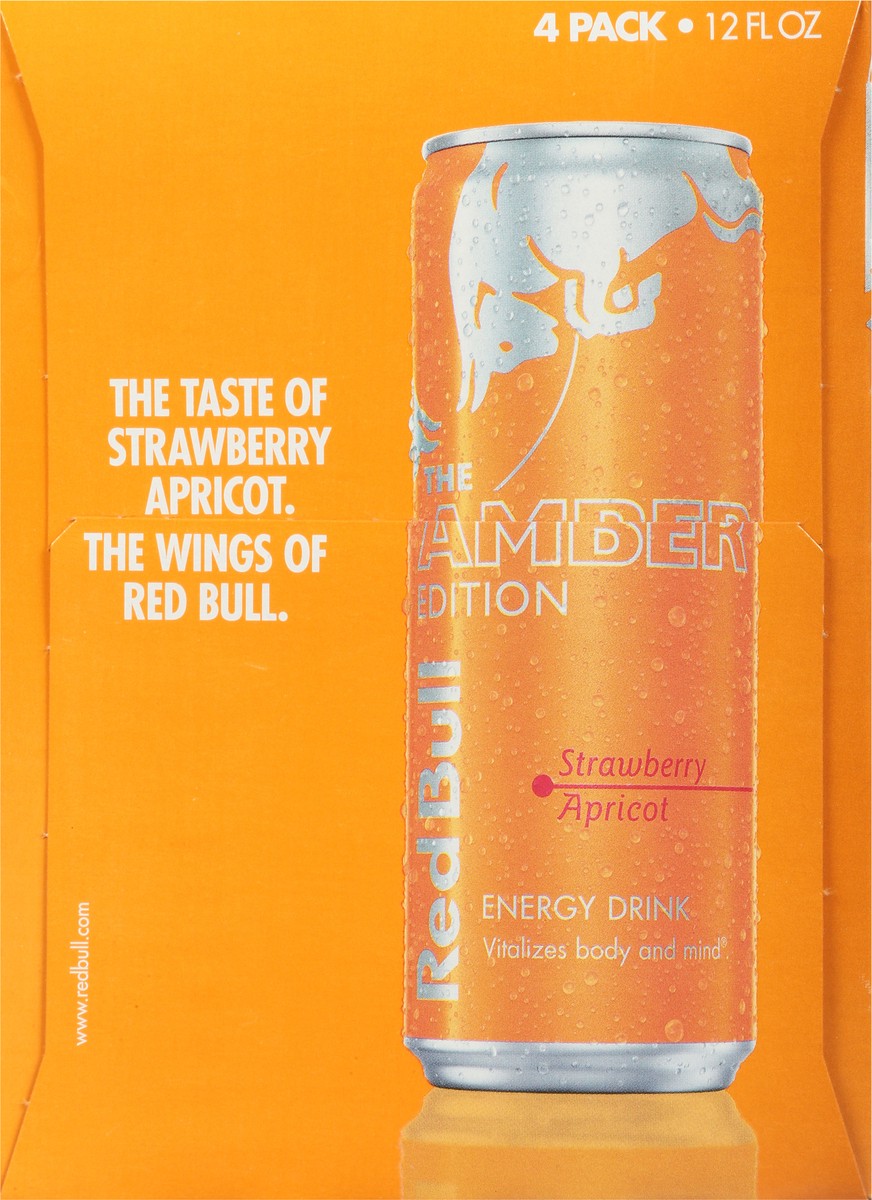 4 PACK • 12 FL OZ
THE TASTE OF
STRAWBERRY
APRICOT.
THE WINGS OF
RED BULL.
THE
AMBER
EDITION
Red Bull
Strawberry
Apricot
ENERGY DRINK
Vitalizes body and mind®
www.redbull.com